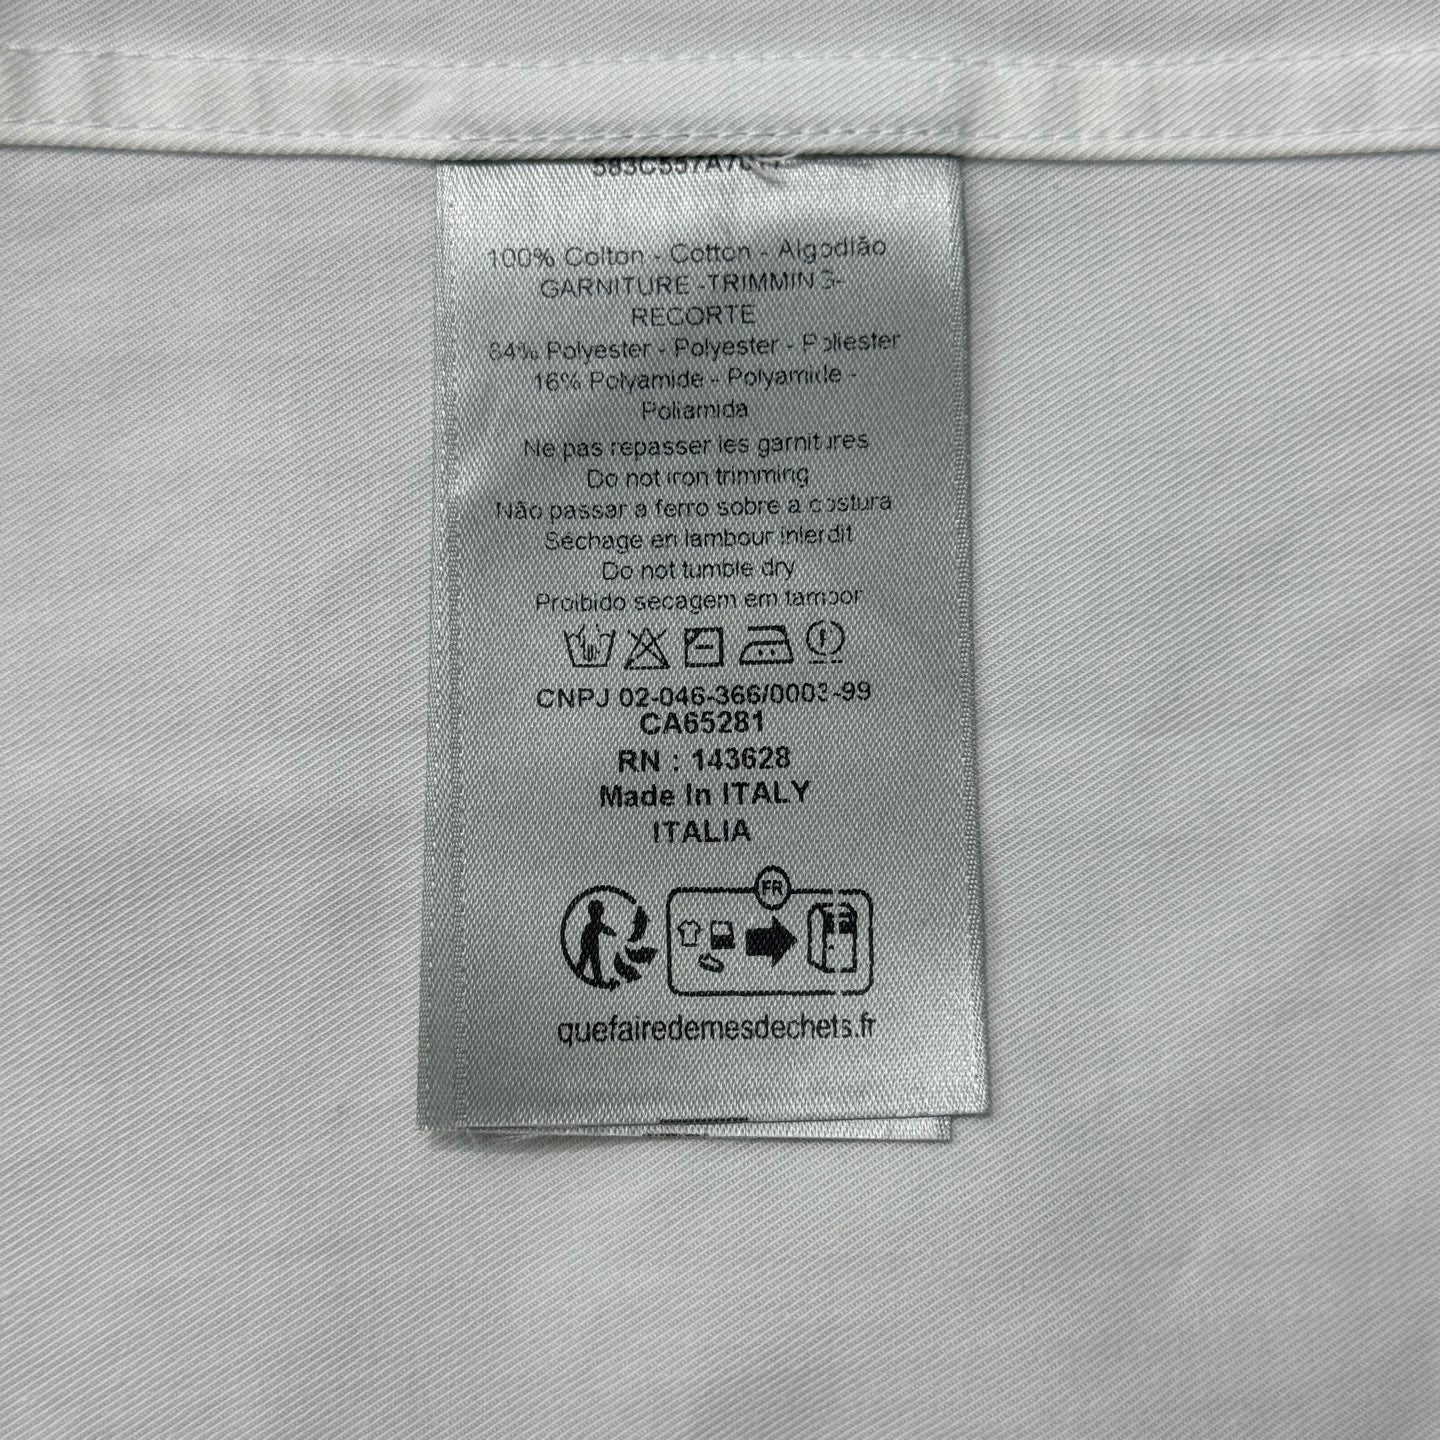 100% Colton - Cotton - Algodião
GARNITURE -TRIMMING-
RECORTE
84% Polyester - Polyester - Poliester
16% Polyamide - Polyamide -
Poliamida
Ne pas repasser les garnitures
Do not iron trimming
Não passar a ferro sobre a costura
Séchage en lambour interdit
Do not tumble dry
Proibido secagem em tambor
CNPJ 02-046-366/0003-99
CA65281
RN : 143628
Made In ITALY
ITALIA
FR
quefairedemesdechets.fr